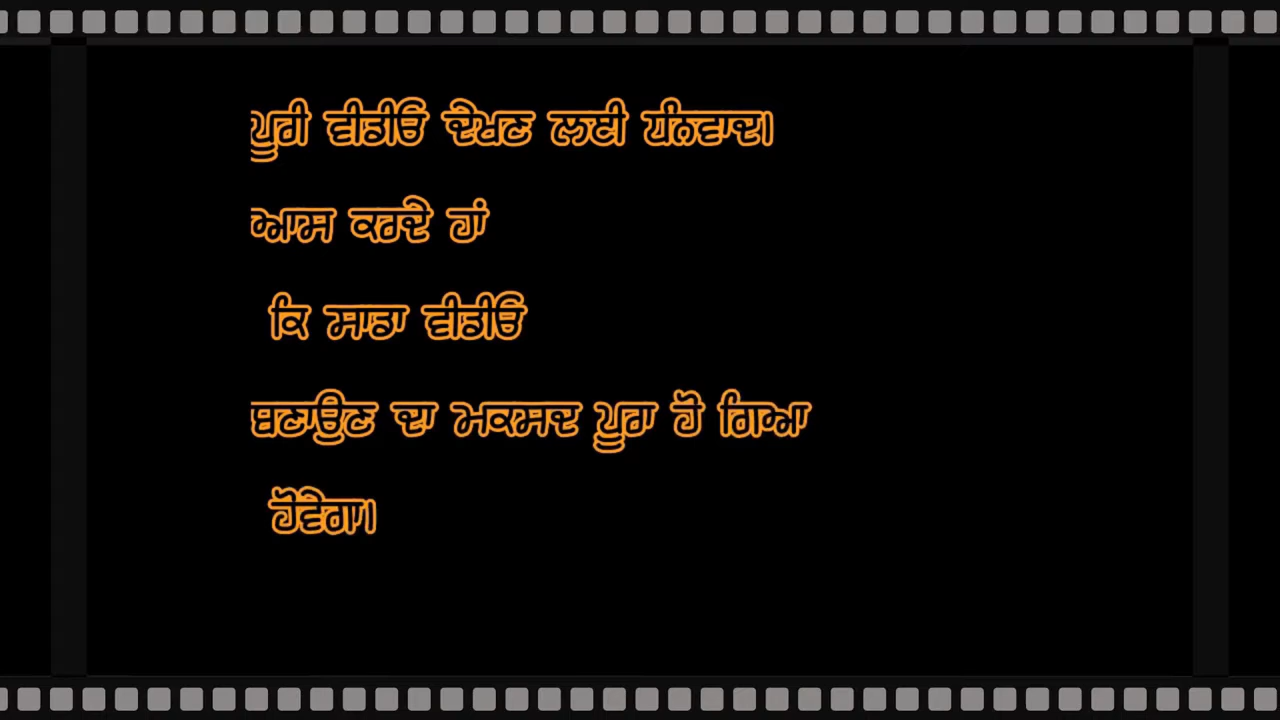 ਪੂਰੀ ਵੀਡੀਓ ਦੇਖਣ ਲਈ ਧੰਨਵਾਦ।
ਆਸ ਕਰਦੇ ਹਾਂ
ਕਿ ਸਾਡਾ ਵੀਡੀਓ
ਬਣਾਉਣ ਦਾ ਮਕਸਦ ਪੂਰਾ ਹੋ ਗਿਆ
ਹੋਵੇਗਾ।